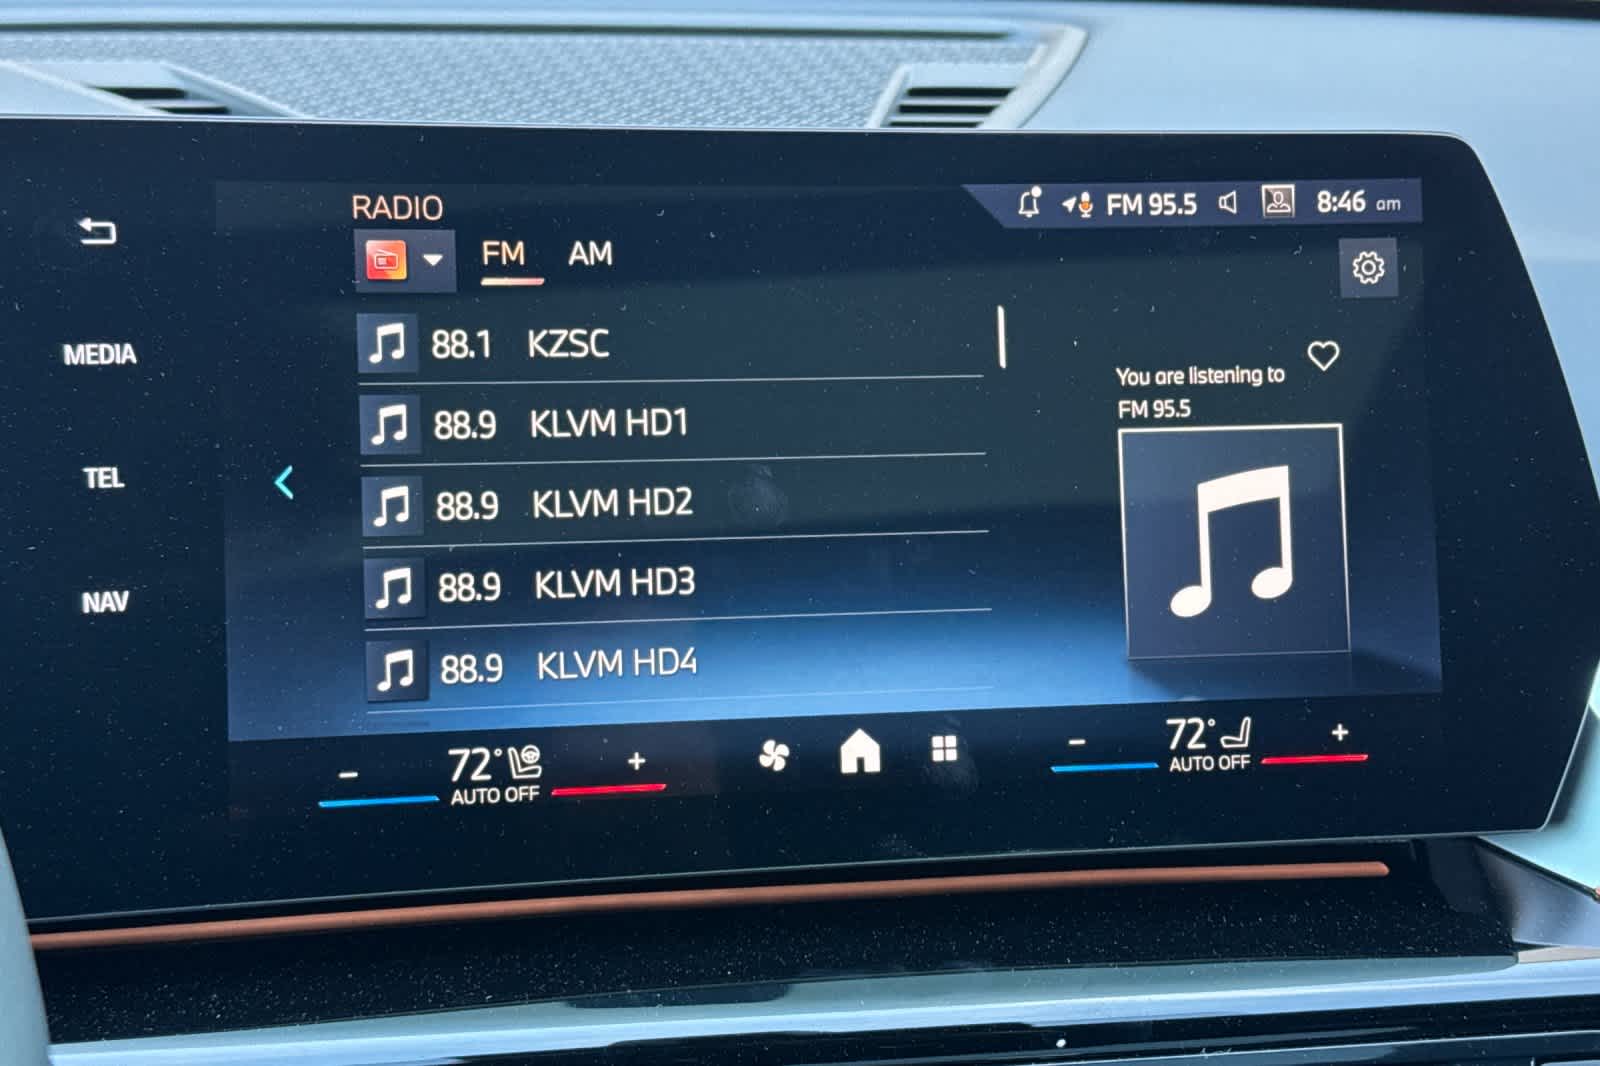 RADIO
FM 95.5 8:46 am
FM AM
MEDIA
TEL
NAV
88.1 KZSC
88.9 KLVM HD1
88.9 KLVM HD2
88.9 KLVM HD3
88.9 KLVM HD4
You are listening to
FM 95.5
- 72° +
AUTO OFF
- 72° +
AUTO OFF